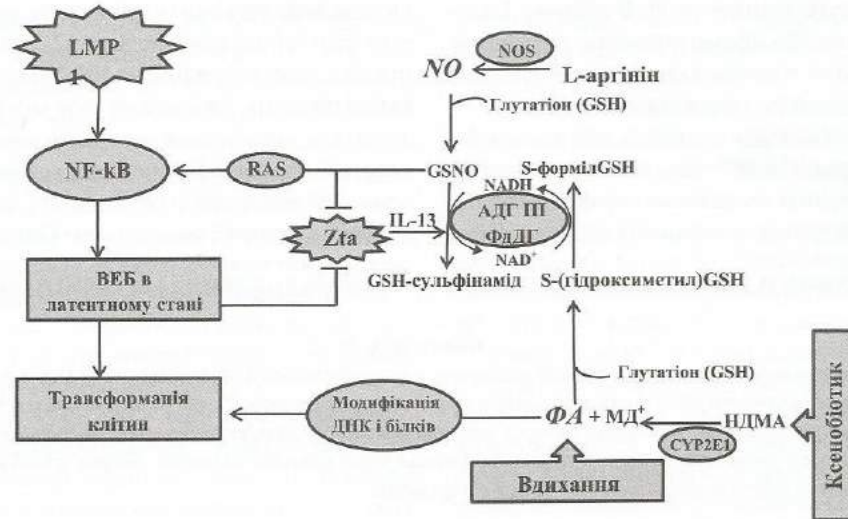 LMP
1
NOS
NO
L-аргінін
Глутатіон (GSH)
NF-kB
RAS
GSNO
S-формілGSH
NADH
Zta
IL-13
АДГ III
ФдДГ
NAD⁺
ВЕБ в
латентному стані
GSH-сульфінамід
S-(гідроксиметил)GSH
Глутатіон (GSH)
Трансформація
клітин
Модифікація
ДНК і білків
ФА + МД⁺
НДМА
CYP2E1
Вдихання
Ксенобіотик